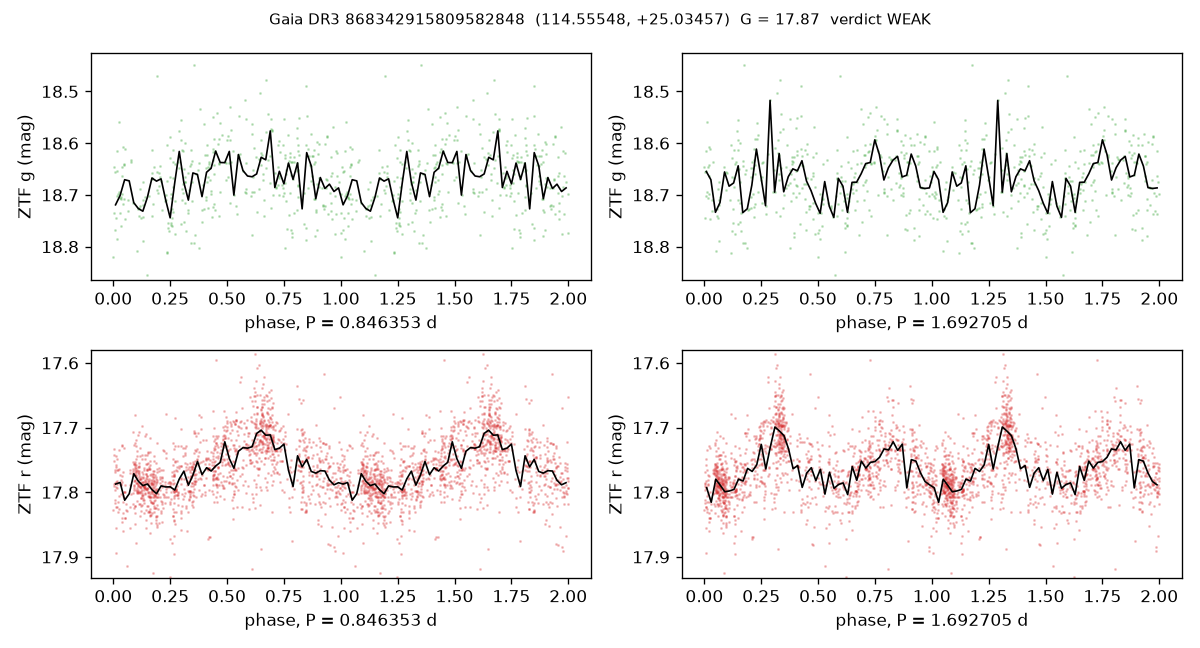 Gaia DR3 868342915809582848 (114.55548, +25.03457) G = 17.87 verdict WEAK
ZTF g (mag)
18.5
18.6
18.7
18.8
0.00 0.25 0.50 0.75 1.00 1.25 1.50 1.75 2.00
phase, P = 0.846353 d
ZTF g (mag)
18.5
18.6
18.7
18.8
0.00 0.25 0.50 0.75 1.00 1.25 1.50 1.75 2.00
phase, P = 1.692705 d
ZTF r (mag)
17.6
17.7
17.8
17.9
0.00 0.25 0.50 0.75 1.00 1.25 1.50 1.75 2.00
phase, P = 0.846353 d
ZTF r (mag)
17.6
17.7
17.8
17.9
0.00 0.25 0.50 0.75 1.00 1.25 1.50 1.75 2.00
phase, P = 1.692705 d